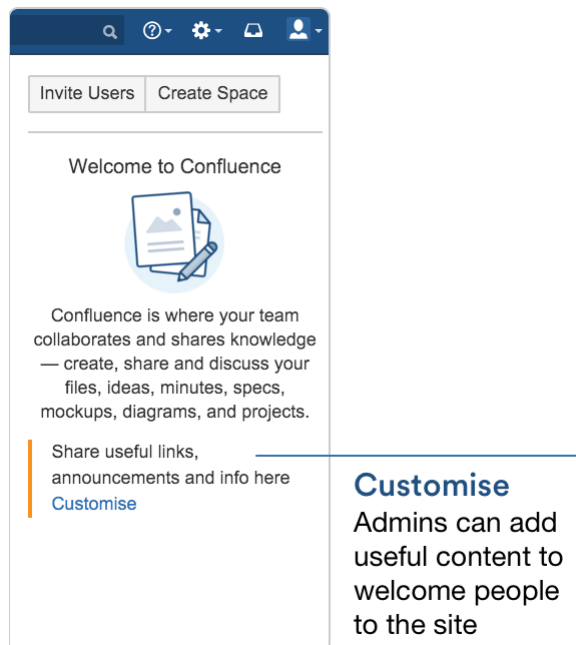 Invite Users Create Space
Welcome to Confluence
Confluence is where your team
collaborates and shares knowledge
— create, share and discuss your
files, ideas, minutes, specs,
mockups, diagrams, and projects.
Share useful links,
announcements and info here
Customise
Customise
Admins can add
useful content to
welcome people
to the site